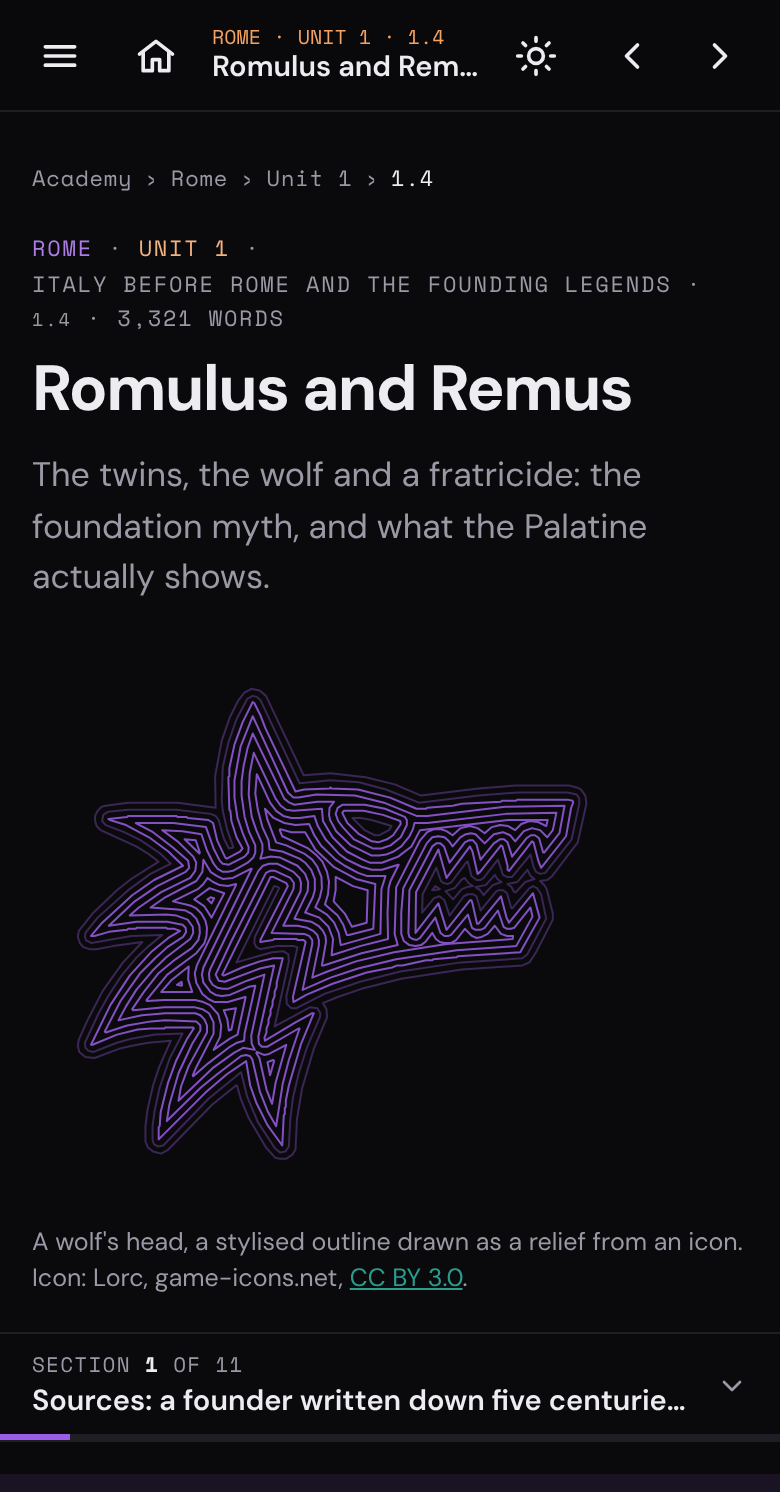 ROME · UNIT 1 · 1.4
Romulus and Rem...
Academy › Rome › Unit 1 › 1.4
ROME · UNIT 1 ·
ITALY BEFORE ROME AND THE FOUNDING LEGENDS ·
1.4 · 3,321 WORDS
Romulus and Remus
The twins, the wolf and a fratricide: the
foundation myth, and what the Palatine
actually shows.
A wolf's head, a stylised outline drawn as a relief from an icon.
Icon: Lorc, game-icons.net, CC BY 3.0.
SECTION 1 OF 11
Sources: a founder written down five centurie...